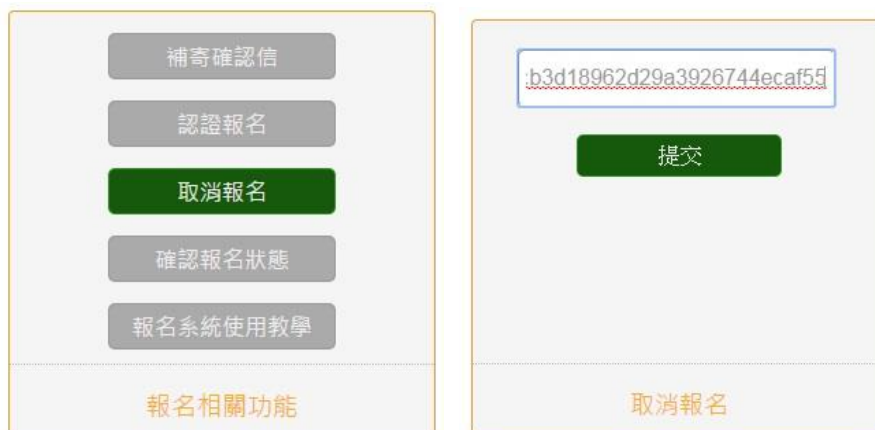 補寄確認信
認證報名
取消報名
確認報名狀態
報名系統使用教學
報名相關功能
:b3d18962d29a3926744ecaf55
提交
取消報名